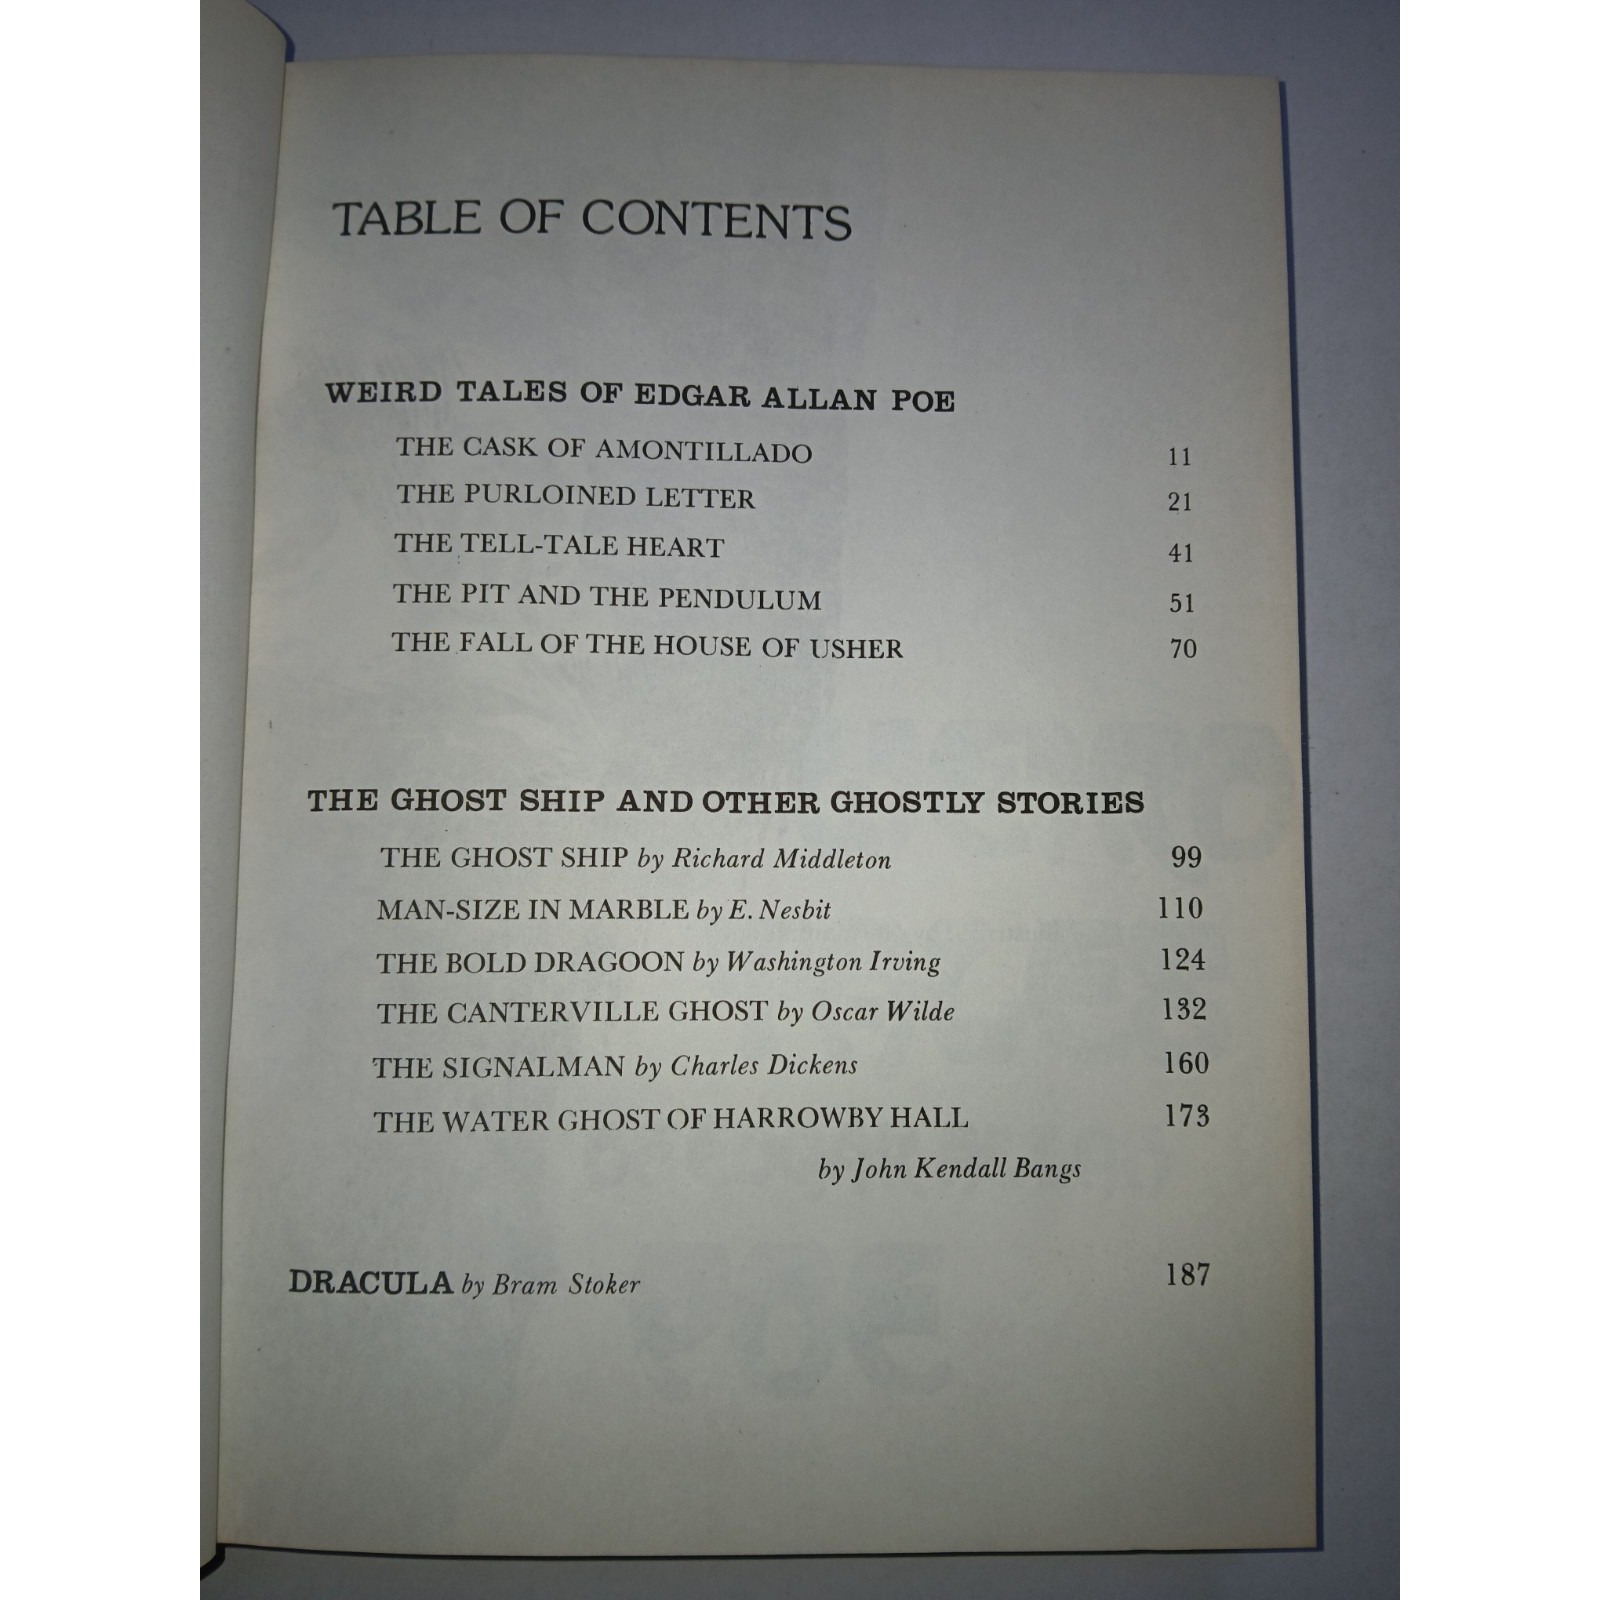 TABLE OF CONTENTS
WEIRD TALES OF EDGAR ALLAN POE
THE CASK OF AMONTILLADO 11
THE PURLOINED LETTER 21
THE TELL-TALE HEART 41
THE PIT AND THE PENDULUM 51
THE FALL OF THE HOUSE OF USHER 70
THE GHOST SHIP AND OTHER GHOSTLY STORIES
THE GHOST SHIP by Richard Middleton 99
MAN-SIZE IN MARBLE by E. Nesbit 110
THE BOLD DRAGOON by Washington Irving 124
THE CANTERVILLE GHOST by Oscar Wilde 132
THE SIGNALMAN by Charles Dickens 160
THE WATER GHOST OF HARROWBY HALL 173
by John Kendall Bangs
DRACULA by Bram Stoker 187